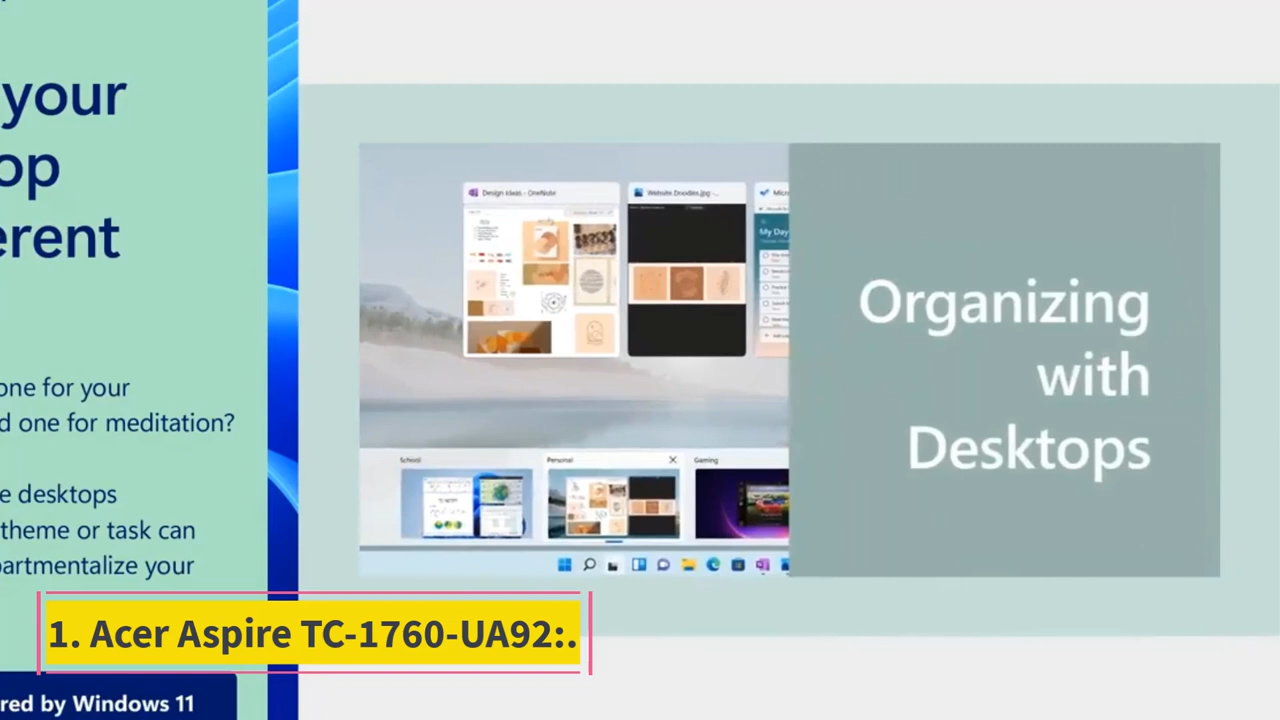 your
op
erent
one for your
d one for meditation?
e desktops
theme or task can
partmentalize your
red by Windows 11
Design Ideas - OneNote
Website Doodles.jpg -...
Micr
My Day
School
Personal
Gaming
Organizing
with
Desktops
1. Acer Aspire TC-1760-UA92:.